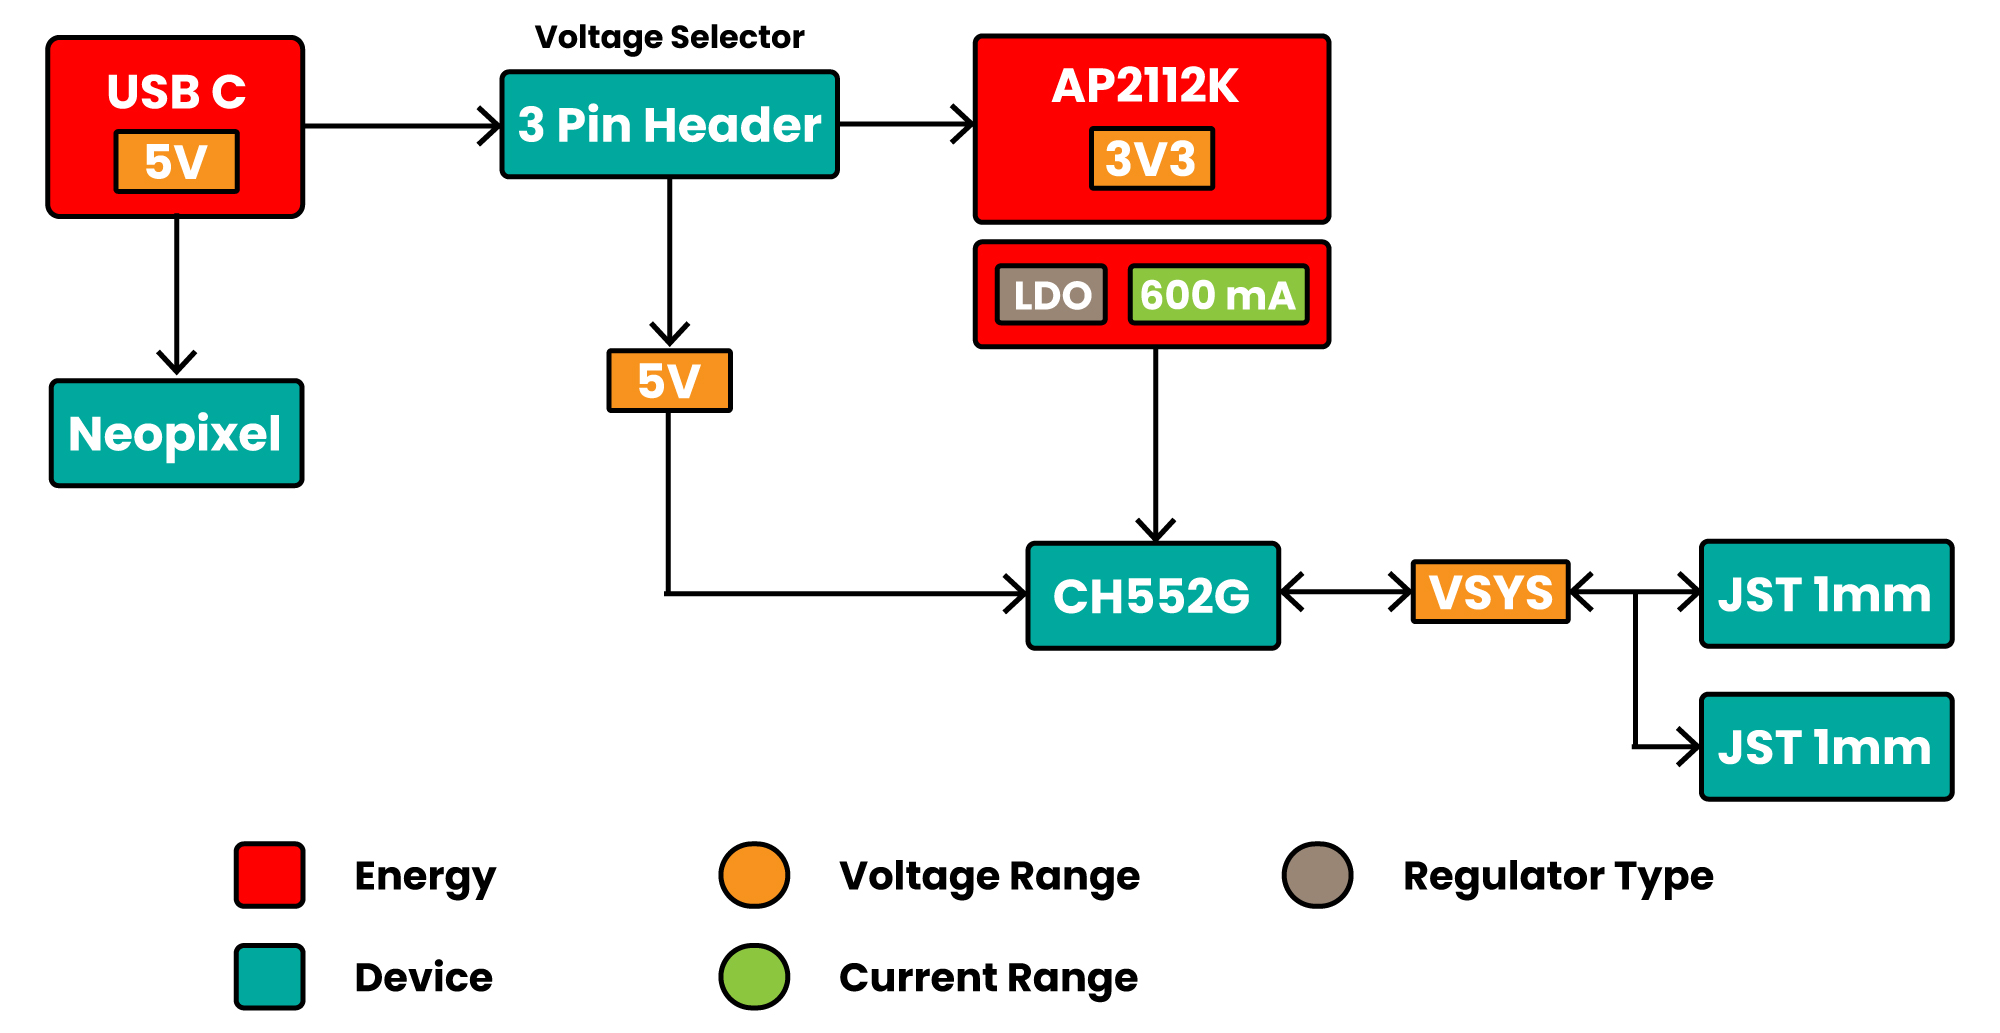 Voltage Selector
USB C
5V
3 Pin Header
AP2112K
3V3
LDO
600 mA
5V
Neopixel
CH552G
VSYS
JST 1mm
JST 1mm
Energy
Voltage Range
Regulator Type
Device
Current Range